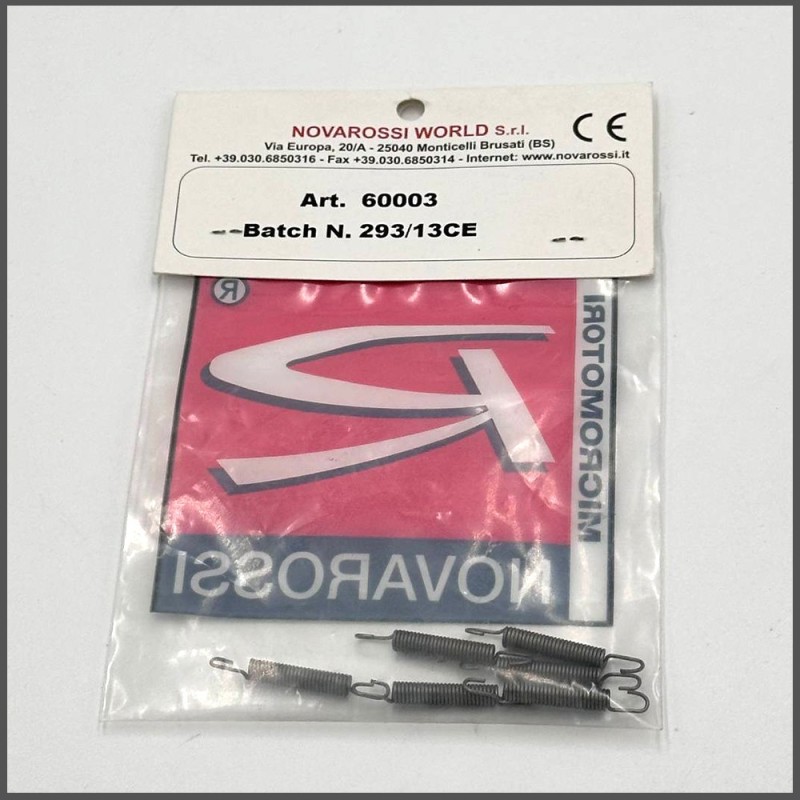 NOVAROSSI WORLD S.r.l.
CE
Via Europa, 20/A - 25040 Monticelli Brusati (BS)
Tel. +39.030.6850316 - Fax +39.030.6850314 - Internet: www.novarossi.it
Art. 60003
Batch N. 293/13CE
®
MICROMOTORI
NOVAROSSI